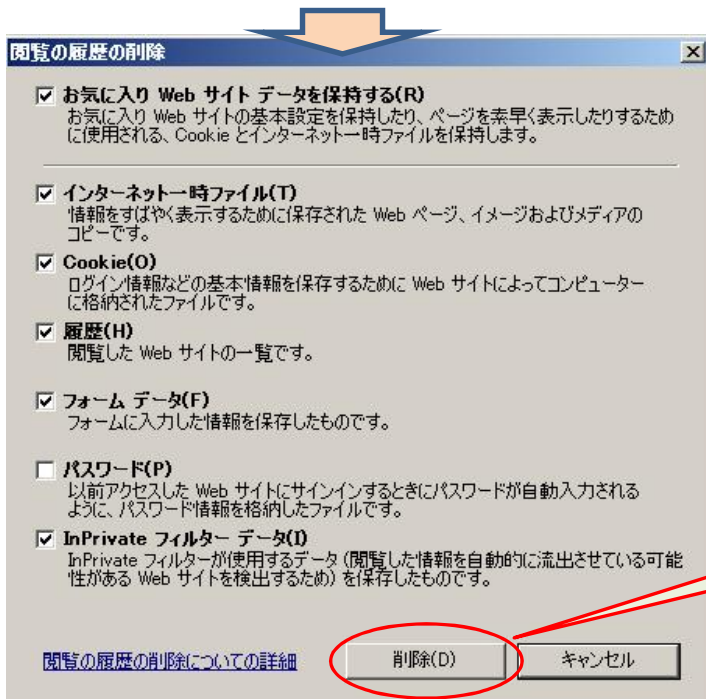 閲覧の履歴の削除
お気に入り Web サイト データを保持する(R)
お気に入り Web サイトの基本設定を保持したり、ページを素早く表示したりするため
に使用される、Cookie とインターネット一時ファイルを保持します。
インターネット一時ファイル(T)
情報をすばやく表示するために保存された Web ページ、イメージおよびメディアの
コピーです。
Cookie(O)
ログイン情報などの基本情報を保存するために Web サイトによってコンピューター
に格納されたファイルです。
履歴(H)
閲覧した Web サイトの一覧です。
フォーム データ(F)
フォームに入力した情報を保存したものです。
パスワード(P)
以前アクセスした Web サイトにサインインするときにパスワードが自動入力される
ように、パスワード情報を格納したファイルです。
InPrivate フィルター データ(I)
InPrivate フィルターが使用するデータ (閲覧した情報を自動的に流出させている可能
性がある Web サイトを検出するため) を保存したものです。
閲覧の履歴の削除についての詳細
削除(D)
キャンセル